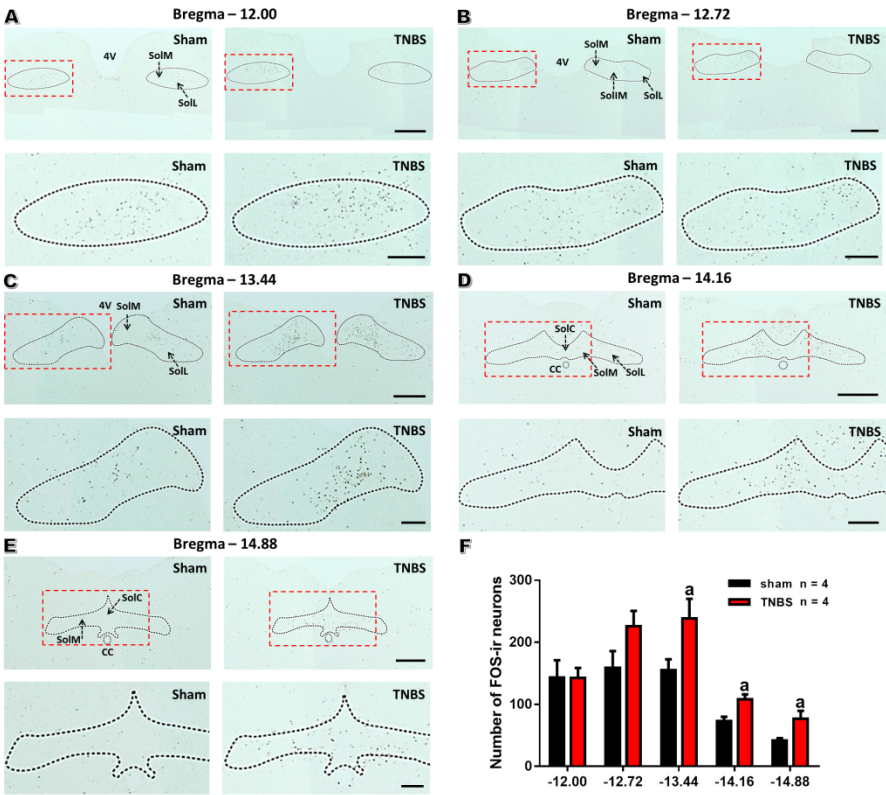 A
Bregma – 12.00
Sham
TNBS
4V
SolM
SolL
Sham
TNBS
B
Bregma – 12.72
Sham
TNBS
SolM
4V
SolIM
SolL
Sham
TNBS
C
Bregma – 13.44
Sham
TNBS
4V
SolM
SolL
Sham
TNBS
D
Bregma – 14.16
Sham
TNBS
SolC
CC
SolM
SolL
Sham
TNBS
E
Bregma – 14.88
Sham
TNBS
SolC
SolM
CC
Sham
TNBS
F
Number of FOS-ir neurons
300
200
100
0
sham n = 4
TNBS n = 4
a
a
a
-12.00 -12.72 -13.44 -14.16 -14.88